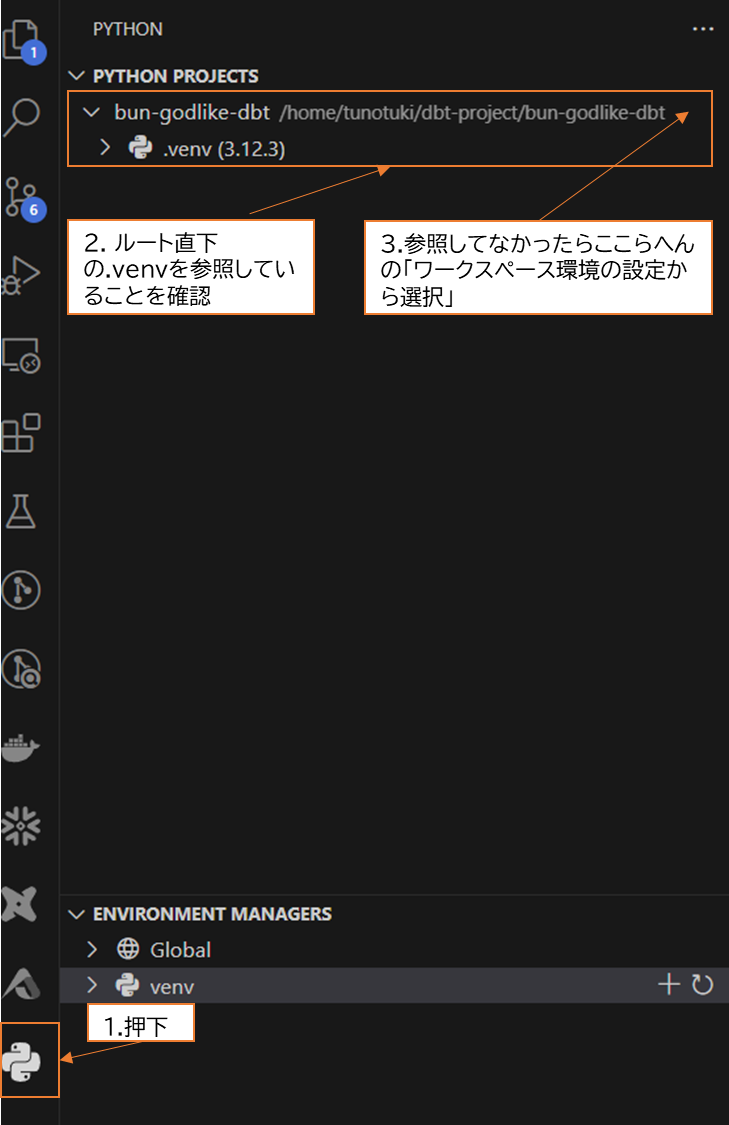 PYTHON
1
PYTHON PROJECTS
bun-godlike-dbt /home/tunotuki/dbt-project/bun-godlike-dbt
.venv (3.12.3)
6
2. ルート直下
の.venvを参照してい
ることを確認
3.参照してなかったらここらへん
の「ワークスペース環境の設定か
ら選択」
ENVIRONMENT MANAGERS
Global
venv
1.押下